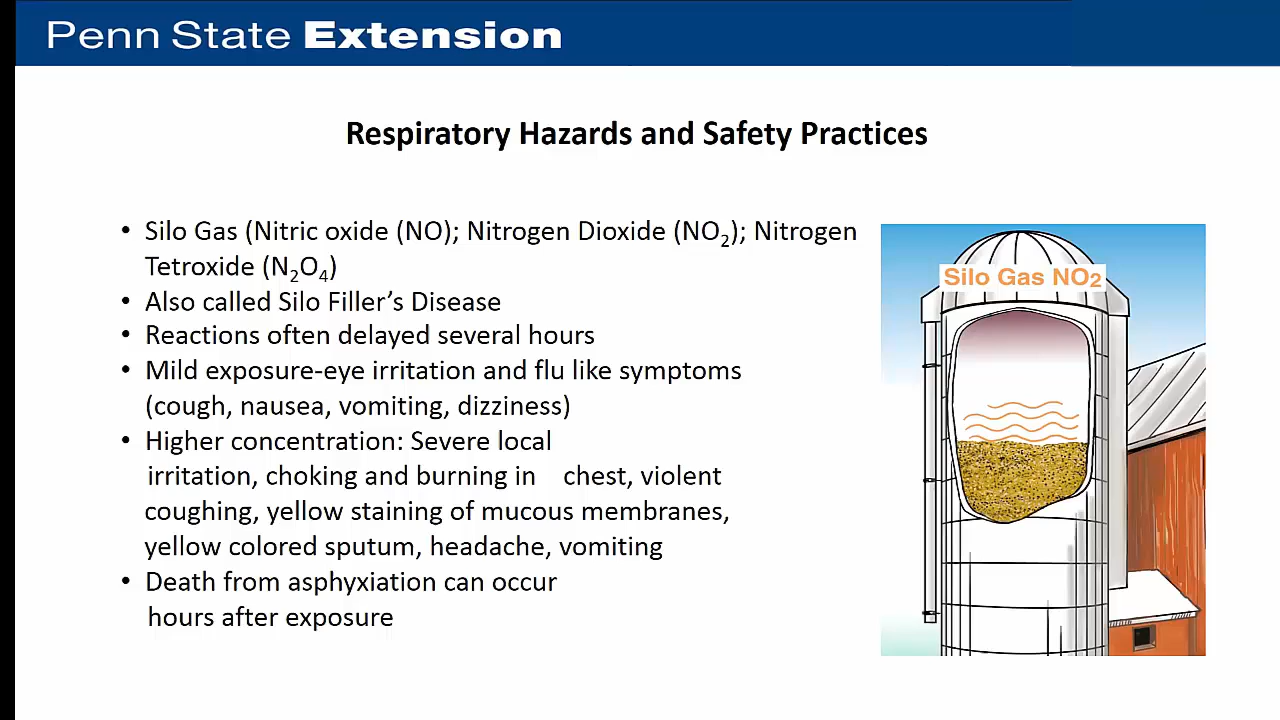 Penn State Extension
Respiratory Hazards and Safety Practices
• Silo Gas (Nitric oxide (NO); Nitrogen Dioxide (NO₂); Nitrogen
Tetroxide (N₂O₄)
• Also called Silo Filler’s Disease
• Reactions often delayed several hours
• Mild exposure-eye irritation and flu like symptoms
(cough, nausea, vomiting, dizziness)
• Higher concentration: Severe local
irritation, choking and burning in chest, violent
coughing, yellow staining of mucous membranes,
yellow colored sputum, headache, vomiting
• Death from asphyxiation can occur
hours after exposure
Silo Gas NO₂